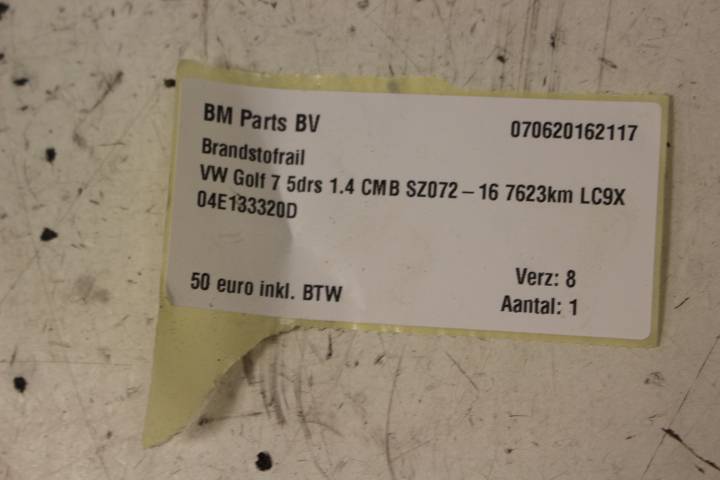 BM Parts BV
070620162117
Brandstofrail
VW Golf 7 5drs 1.4 CMB SZ072 – 16 7623km LC9X
04E133320D
50 euro inkl. BTW
Verz: 8
Aantal: 1